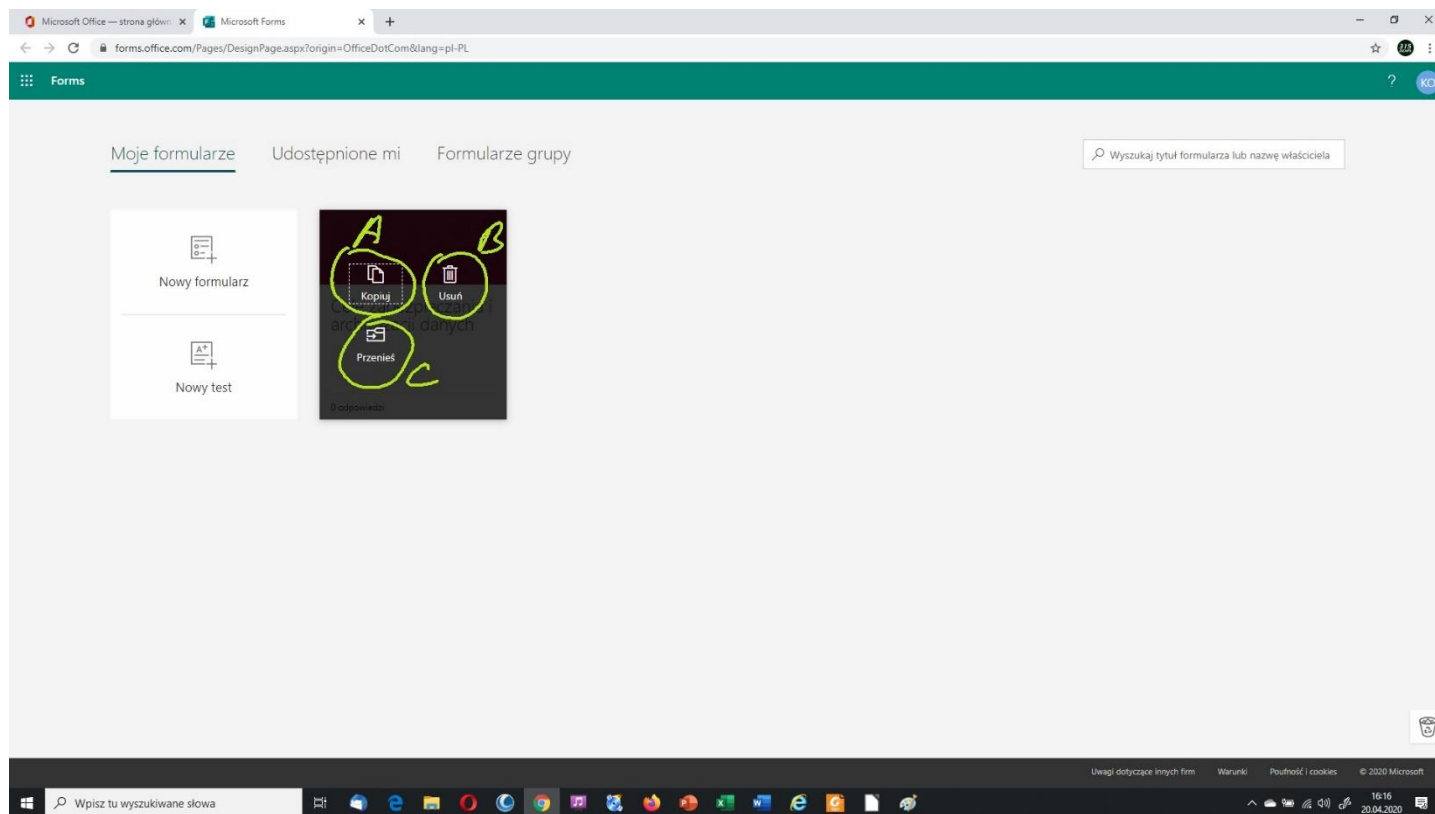 Microsoft Office — strona główn
Microsoft Forms
forms.office.com/Pages/DesignPage.aspx?origin=OfficeDotCom&lang=pl-PL
Forms
?
KO
Moje formularze
Udostępnione mi
Formularze grupy
Wyszukaj tytuł formularza lub nazwę właściciela
Nowy formularz
Nowy test
A
B
Kopiuj
Usuń
danych
Przenieś
C
0 odpowiedzi
Uwagi dotyczące innych firm
Warunki
Poufność i cookies
© 2020 Microsoft
Wpisz tu wyszukiwane słowa
16:16
20.04.2020